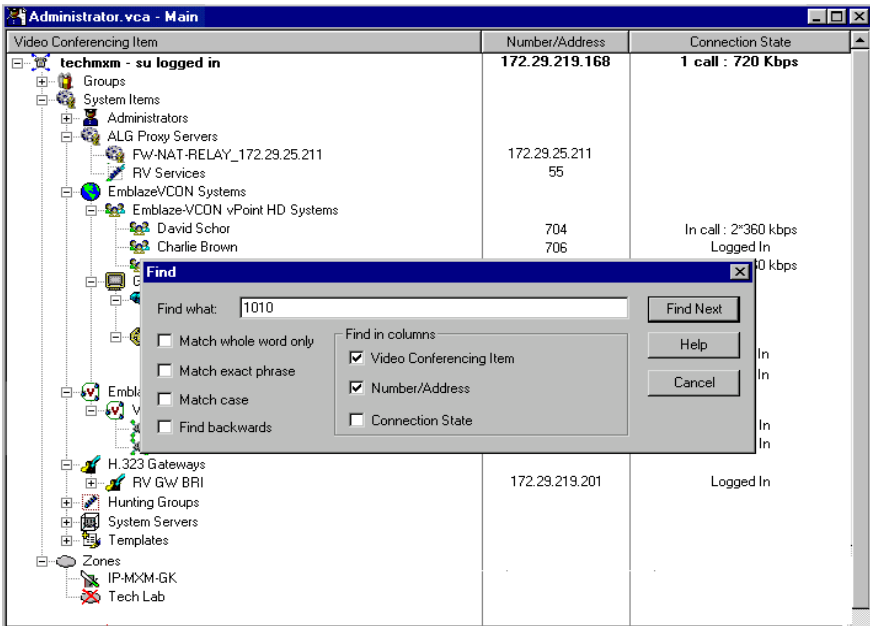 Administrator.vca - Main
Video Conferencing Item Number/Address Connection State
techmxm - su logged in 172.29.219.168 1 call : 720 Kbps
Groups
System Items
Administrators
ALG Proxy Servers
FW-NAT-RELAY_172.29.25.211 172.29.25.211
RV Services 55
EmblazeVCON Systems
Emblaze-VCON vPoint HD Systems
David Schor 704 In call : 2*360 kbps
Charlie Brown 706 Logged In
Find
kbps
Find what: 1010 Find Next
Match whole word only Find in columns Help
Video Conferencing Item In
Match exact phrase Number/Address In
Cancel
Match case
Connection State
Find backwards In
In
H.323 Gateways
RV GW BRI 172.29.219.201 Logged In
Hunting Groups
System Servers
Templates
Zones
IP-MXM-GK
Tech Lab